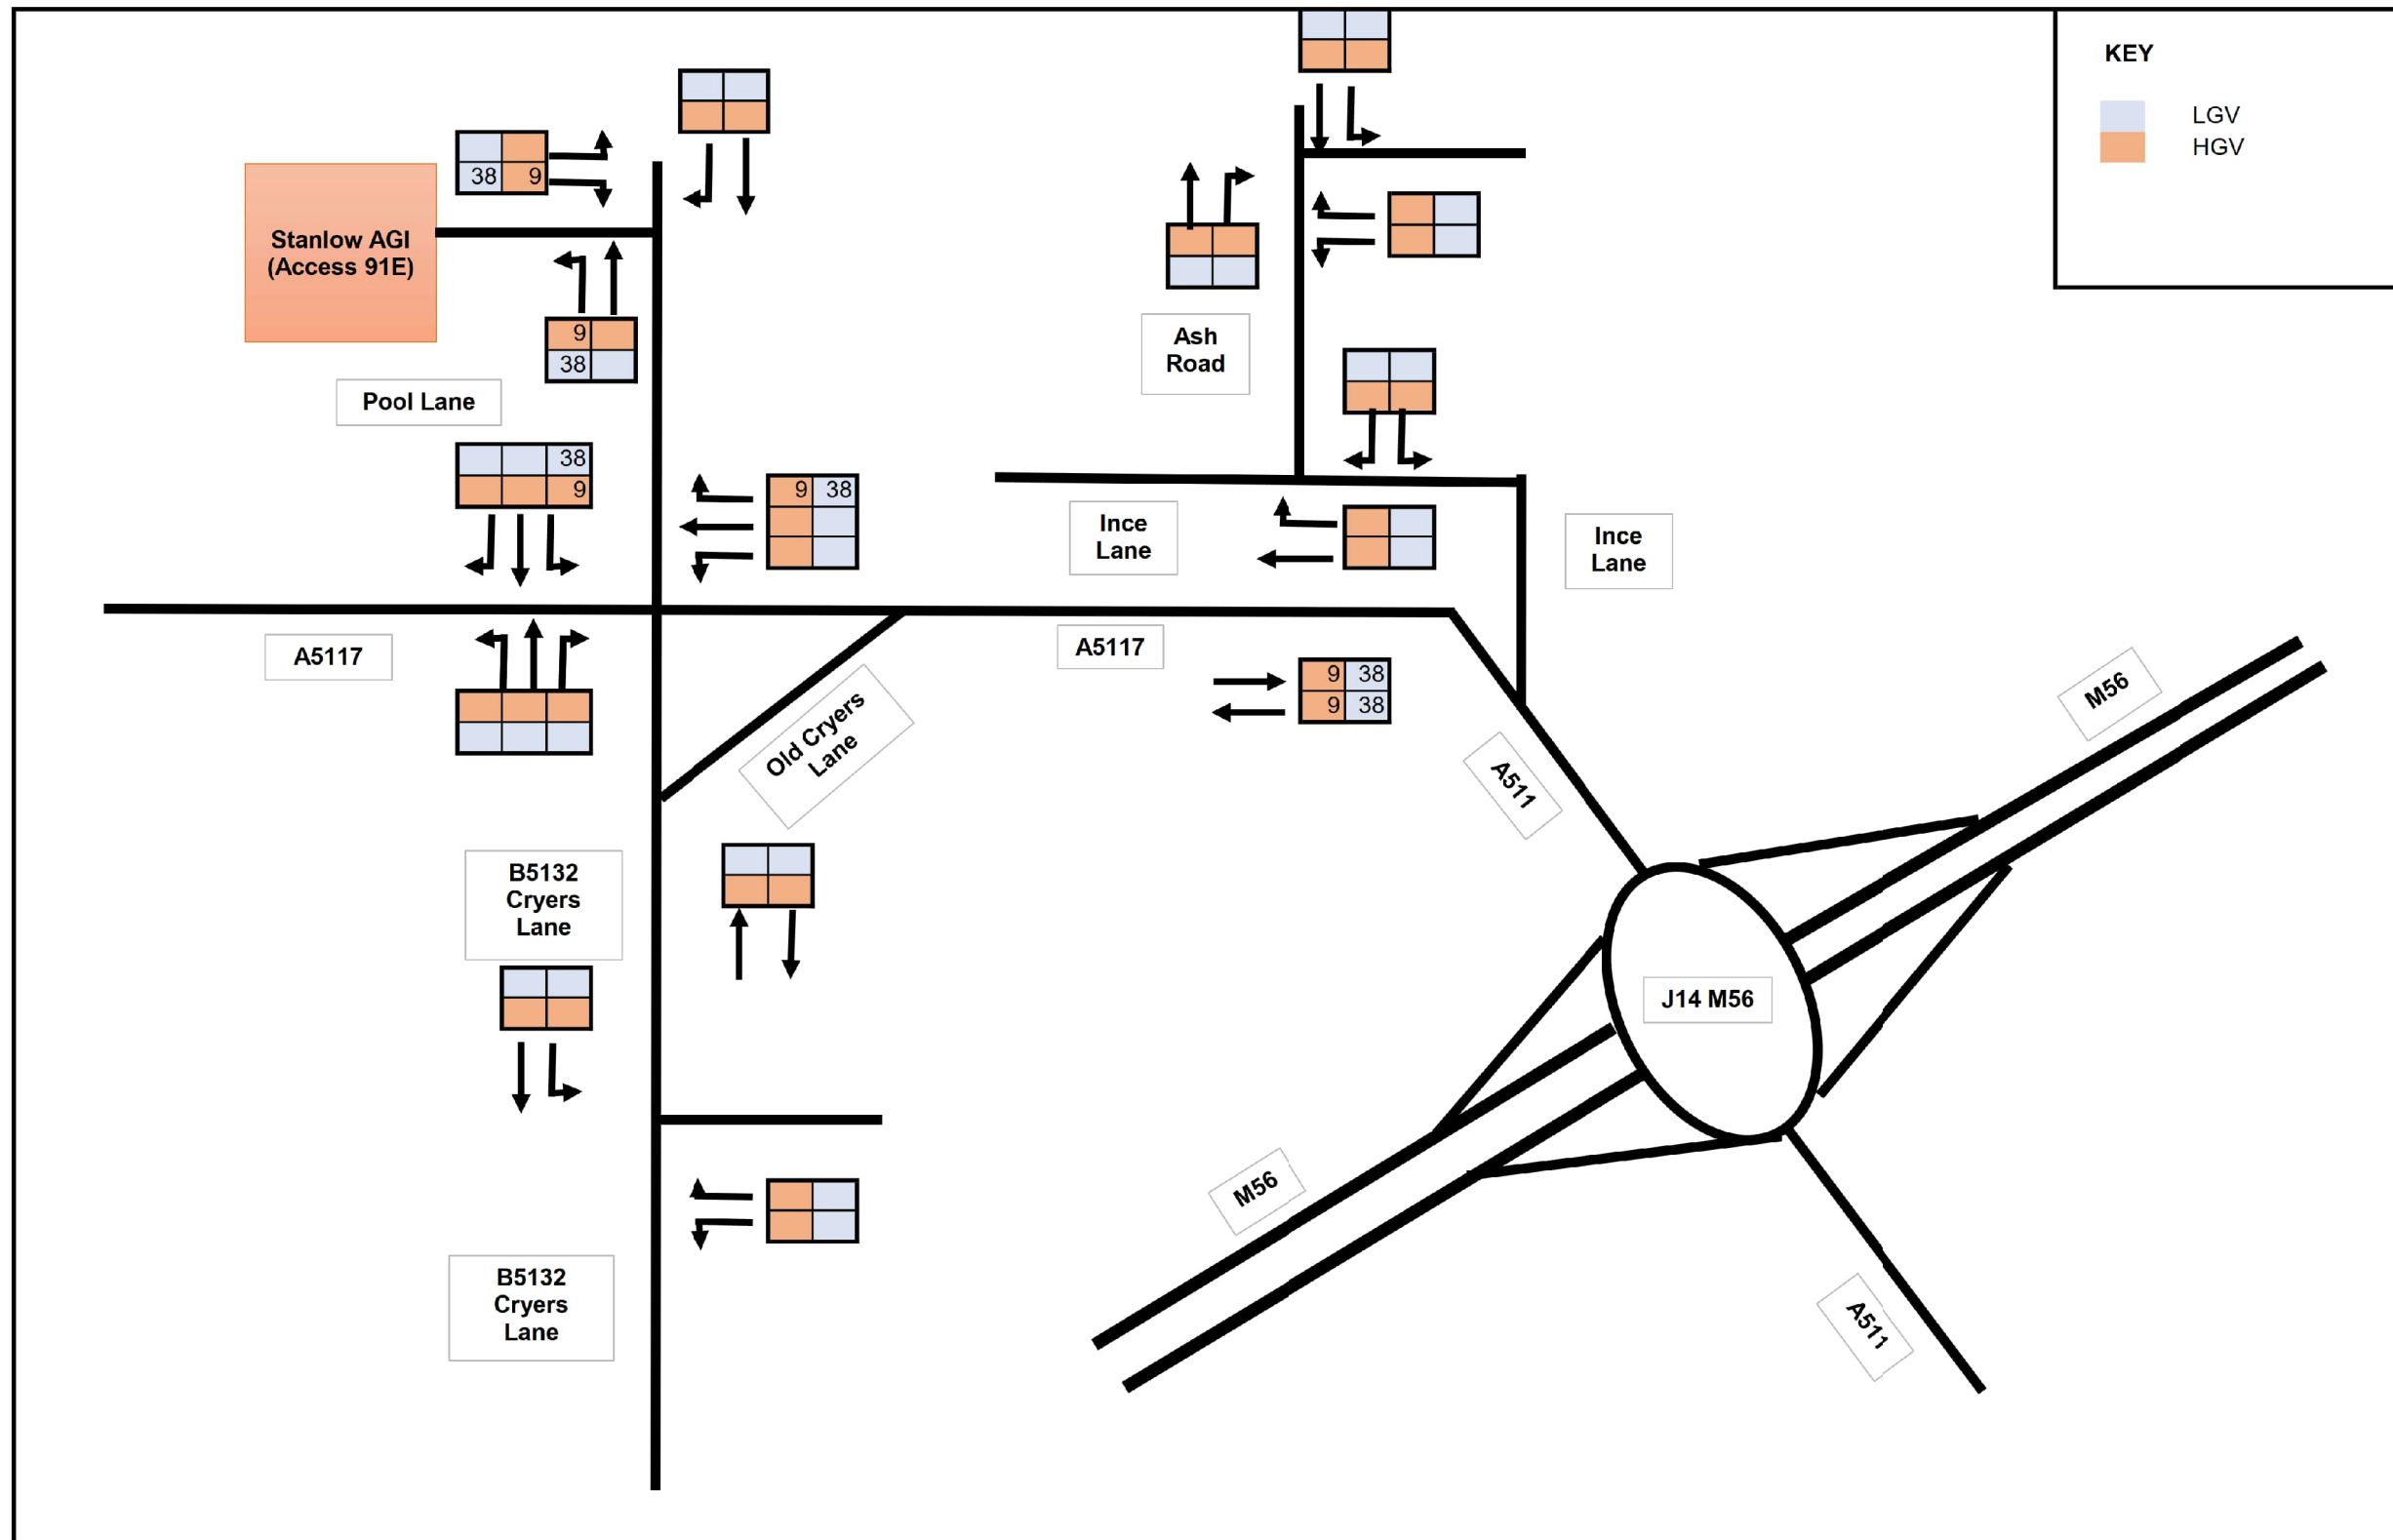 KEY
LGV
HGV
38 9
Stanlow AGI
(Access 91E)
9
38
Pool Lane
Ash
Road
38
9
9 38
Ince
Lane
Ince
Lane
A5117
A5117
9 38
9 38
Old Cryers
Lane
M56
A511
B5132
Cryers
Lane
J14 M56
M56
B5132
Cryers
Lane
A511